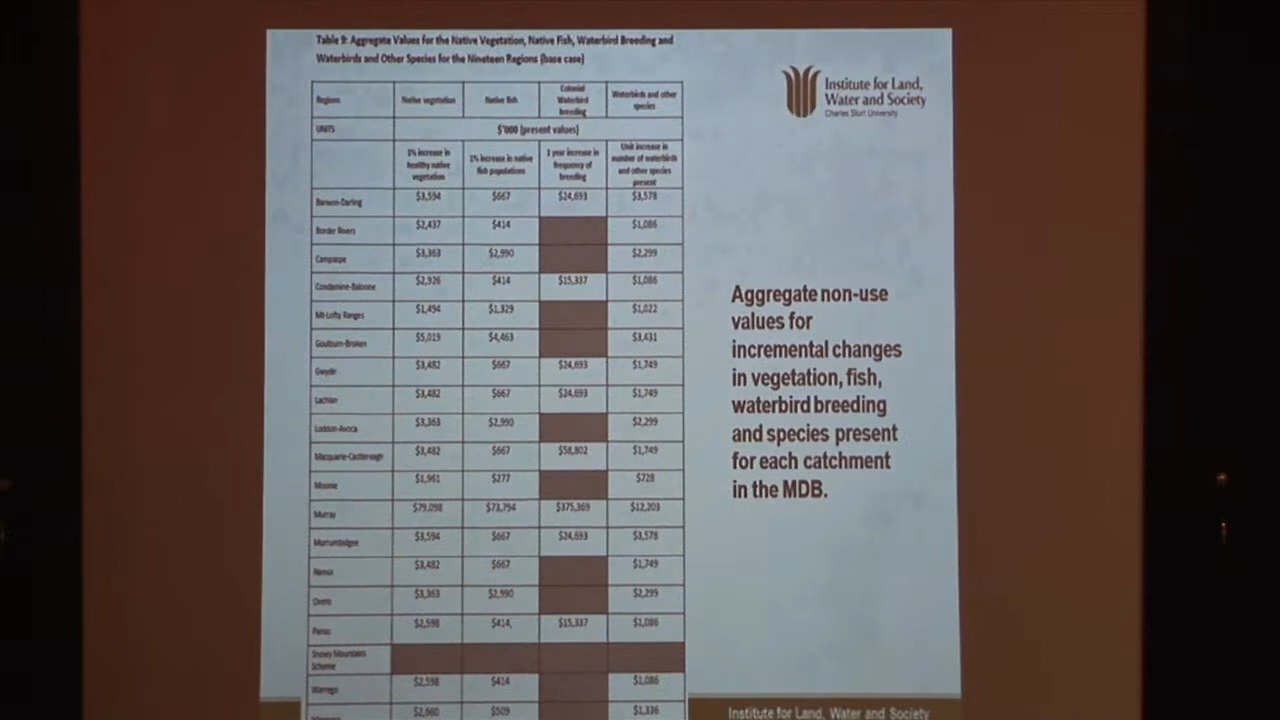 Table 9: Aggregate Values for the Native Vegetation, Native Fish, Waterbird Breeding and
Waterbirds and Other Species for the Nineteen Regions (base case)
Regions Native vegetation Native fish Colonial Waterbird breeding Waterbirds and other species
UNITS $'000 (present values)
1% increase in healthy native vegetation 1% increase in native fish populations 1 year increase in frequency of breeding Unit increase in number of waterbirds and other species present
Barwon-Darling $3,594 $667 $24,693 $3,578
Border Rivers $2,437 $414 $1,086
Campaspe $3,363 $2,990 $2,299
Condamine-Balonne $2,926 $414 $15,337 $1,086
Mt-Lofty Ranges $1,494 $1,329 $1,022
Goulburn-Broken $5,019 $4,463 $3,431
Gwydir $3,482 $667 $24,693 $1,749
Lachlan $3,482 $667 $24,693 $1,749
Loddon-Avoca $3,363 $2,990 $2,299
Macquarie-Castlereagh $3,482 $667 $58,802 $1,749
Moonie $1,961 $277 $728
Murray $79,098 $73,794 $375,369 $12,203
Murrumbidgee $3,594 $667 $24,693 $3,578
Namoi $3,482 $667 $1,749
Ovens $3,363 $2,990 $2,299
Paroo $2,598 $414 $15,337 $1,086
Snowy Mountains Scheme
Warrego $2,598 $414 $1,086
$2,660 $509 $1,336
Institute for Land,
Water and Society
Charles Sturt University
Aggregate non-use
values for
incremental changes
in vegetation, fish,
waterbird breeding
and species present
for each catchment
in the MDB.
Institute for Land, Water and Society